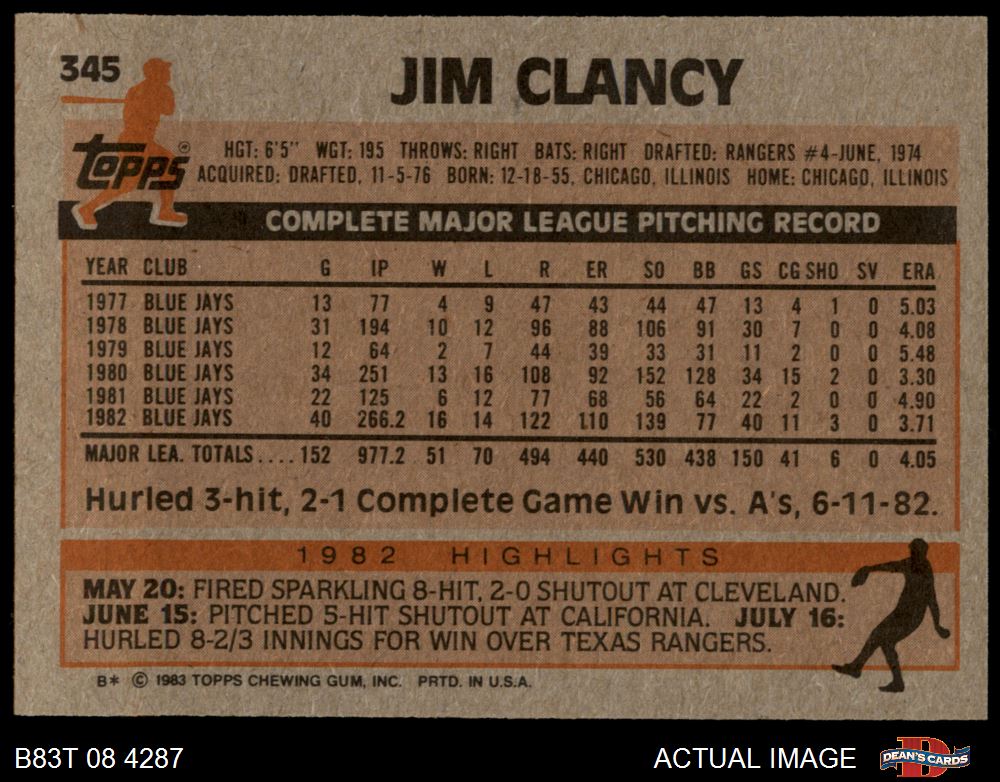 345
JIM CLANCY
TOPPS®
HGT: 6'5" WGT: 195 THROWS: RIGHT BATS: RIGHT DRAFTED: RANGERS #4-JUNE, 1974
ACQUIRED: DRAFTED, 11-5-76 BORN: 12-18-55, CHICAGO, ILLINOIS HOME: CHICAGO, ILLINOIS
COMPLETE MAJOR LEAGUE PITCHING RECORD
YEAR CLUB G IP W L R ER SO BB GS CG SHO SV ERA
1977 BLUE JAYS 13 77 4 9 47 43 44 47 13 4 1 0 5.03
1978 BLUE JAYS 31 194 10 12 96 88 106 91 30 7 0 0 4.08
1979 BLUE JAYS 12 64 2 7 44 39 33 31 11 2 0 0 5.48
1980 BLUE JAYS 34 251 13 16 108 92 152 128 34 15 2 0 3.30
1981 BLUE JAYS 22 125 6 12 77 68 56 64 22 2 0 0 4.90
1982 BLUE JAYS 40 266.2 16 14 122 110 139 77 40 11 3 0 3.71
MAJOR LEA. TOTALS.... 152 977.2 51 70 494 440 530 438 150 41 6 0 4.05
Hurled 3-hit, 2-1 Complete Game Win vs. A's, 6-11-82.
1982 HIGHLIGHTS
MAY 20: FIRED SPARKLING 8-HIT, 2-0 SHUTOUT AT CLEVELAND.
JUNE 15: PITCHED 5-HIT SHUTOUT AT CALIFORNIA. JULY 16:
HURLED 8-2/3 INNINGS FOR WIN OVER TEXAS RANGERS.
B* © 1983 TOPPS CHEWING GUM, INC. PRTD. IN U.S.A.
B83T 08 4287
ACTUAL IMAGE
DEAN'S CARDS